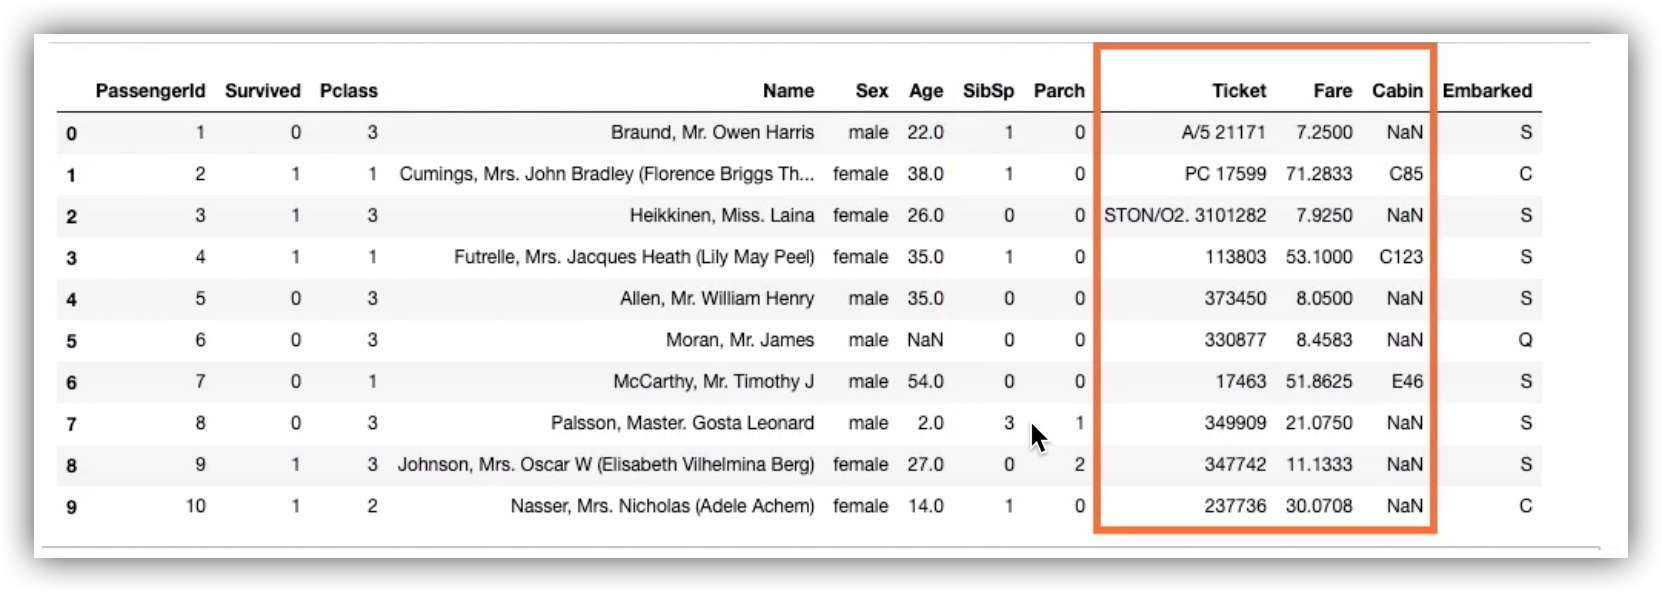 PassengerId Survived Pclass Name Sex Age SibSp Parch Ticket Fare Cabin Embarked
0 1 0 3 Braund, Mr. Owen Harris male 22.0 1 0 A/5 21171 7.2500 NaN S
1 2 1 1 Cumings, Mrs. John Bradley (Florence Briggs Th... female 38.0 1 0 PC 17599 71.2833 C85 C
2 3 1 3 Heikkinen, Miss. Laina female 26.0 0 0 STON/O2. 3101282 7.9250 NaN S
3 4 1 1 Futrelle, Mrs. Jacques Heath (Lily May Peel) female 35.0 1 0 113803 53.1000 C123 S
4 5 0 3 Allen, Mr. William Henry male 35.0 0 0 373450 8.0500 NaN S
5 6 0 3 Moran, Mr. James male NaN 0 0 330877 8.4583 NaN Q
6 7 0 1 McCarthy, Mr. Timothy J male 54.0 0 0 17463 51.8625 E46 S
7 8 0 3 Palsson, Master. Gosta Leonard male 2.0 3 1 349909 21.0750 NaN S
8 9 1 3 Johnson, Mrs. Oscar W (Elisabeth Vilhelmina Berg) female 27.0 0 2 347742 11.1333 NaN S
9 10 1 2 Nasser, Mrs. Nicholas (Adele Achem) female 14.0 1 0 237736 30.0708 NaN C